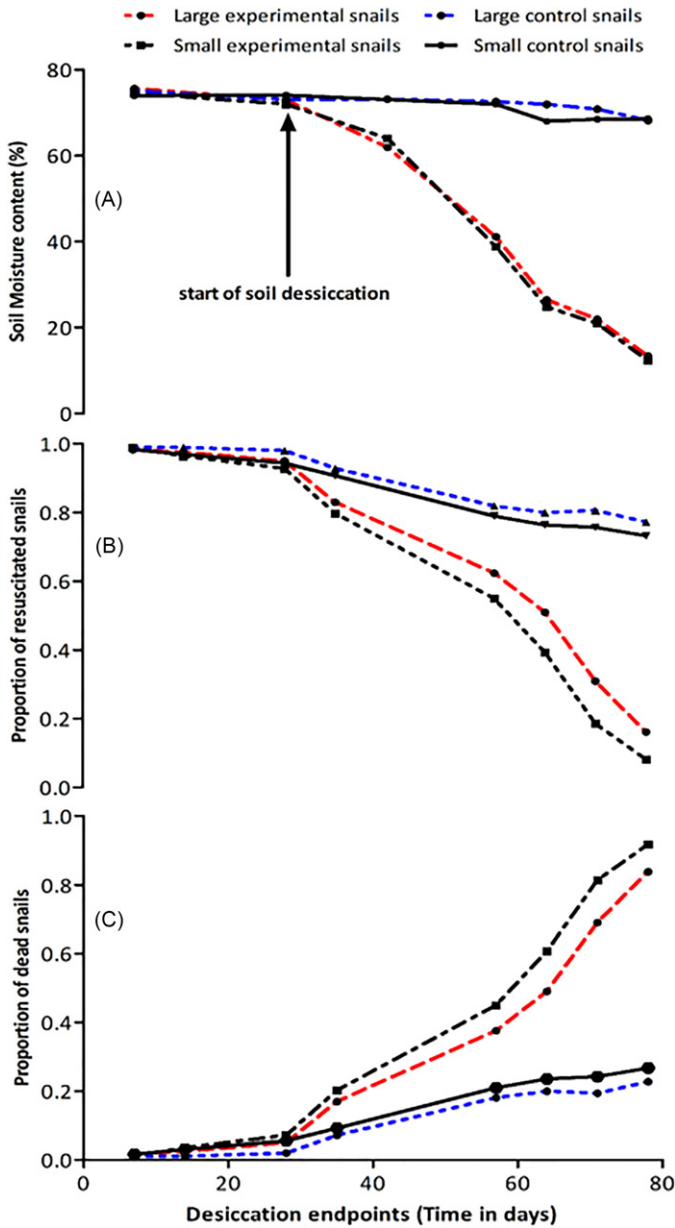 Large experimental snails Large control snails
Small experimental snails Small control snails
80
60
40
20
0
Soil Moisture content (%)
(A)
start of soil dessiccation
1.0
0.8
0.6
0.4
0.2
0.0
Proportion of resuscitated snails
(B)
1.0
0.8
0.6
0.4
0.2
0.0
Proportion of dead snails
(C)
0 20 40 60 80
Desiccation endpoints (Time in days)